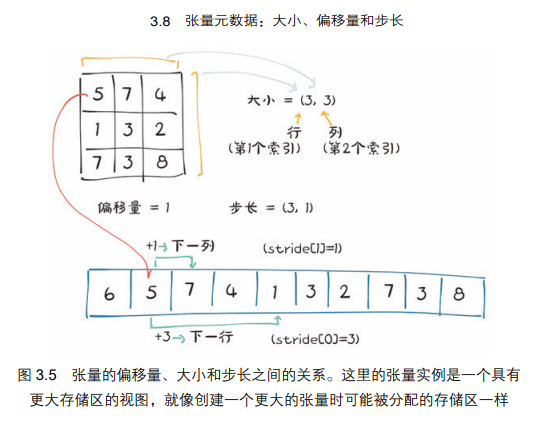 3.8 张量元数据：大小、偏移量和步长
5 7 4
大小 = (3, 3)
1 3 2
行 列
(第1个索引) (第2个索引)
7 3 8
偏移量 = 1 步长 = (3, 1)
+1→下一列 (stride[1]=1)
6 5 7 4 1 3 2 7 3 8
+3→下一行 (stride[0]=3)
图 3.5 张量的偏移量、大小和步长之间的关系。这里的张量实例是一个具有
更大存储区的视图，就像创建一个更大的张量时可能被分配的存储区一样